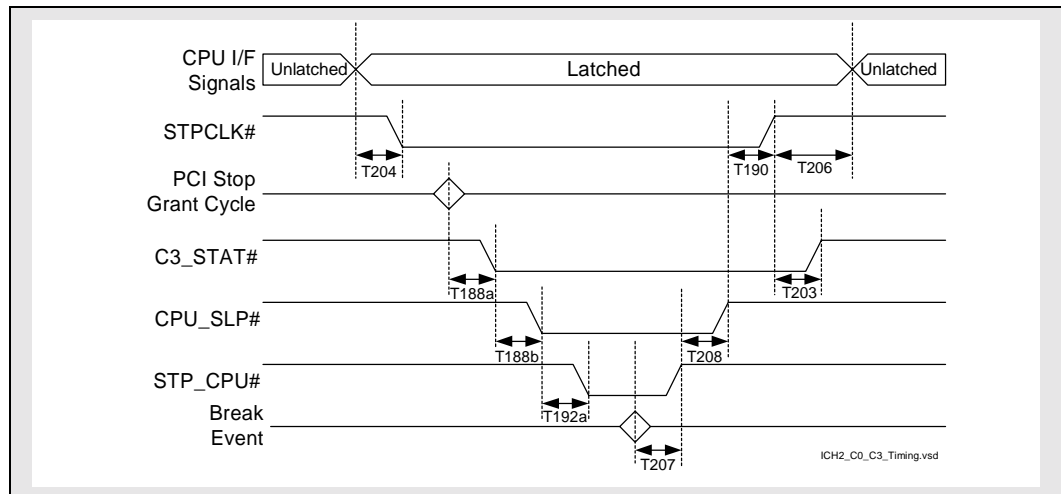 CPU I/F
Signals
Unlatched
Latched
Unlatched
STPCLK#
T204
T190
T206
PCI Stop
Grant Cycle
C3_STAT#
T188a
T203
CPU_SLP#
T188b
T208
STP_CPU#
T192a
Break
Event
T207
ICH2_C0_C3_Timing.vsd